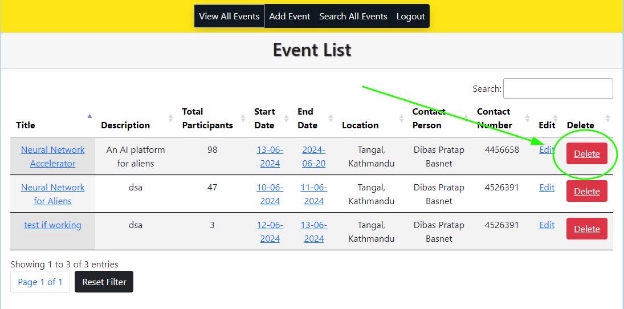 View All Events Add Event Search All Events Logout
Event List
Search:
Title Description Total Participants Start Date End Date Location Contact Person Contact Number Edit Delete
Neural Network Accelerator An AI platform for aliens 98 13-06-2024 2024-06-20 Tangal, Kathmandu Dibas Pratap Basnet 4456658 Edit Delete
Neural Network for Aliens dsa 47 10-06-2024 11-06-2024 Tangal, Kathmandu Dibas Pratap Basnet 4526391 Edit Delete
test if working dsa 3 12-06-2024 13-06-2024 Tangal, Kathmandu Dibas Pratap Basnet 4526391 Edit Delete
Showing 1 to 3 of 3 entries
Page 1 of 1 Reset Filter